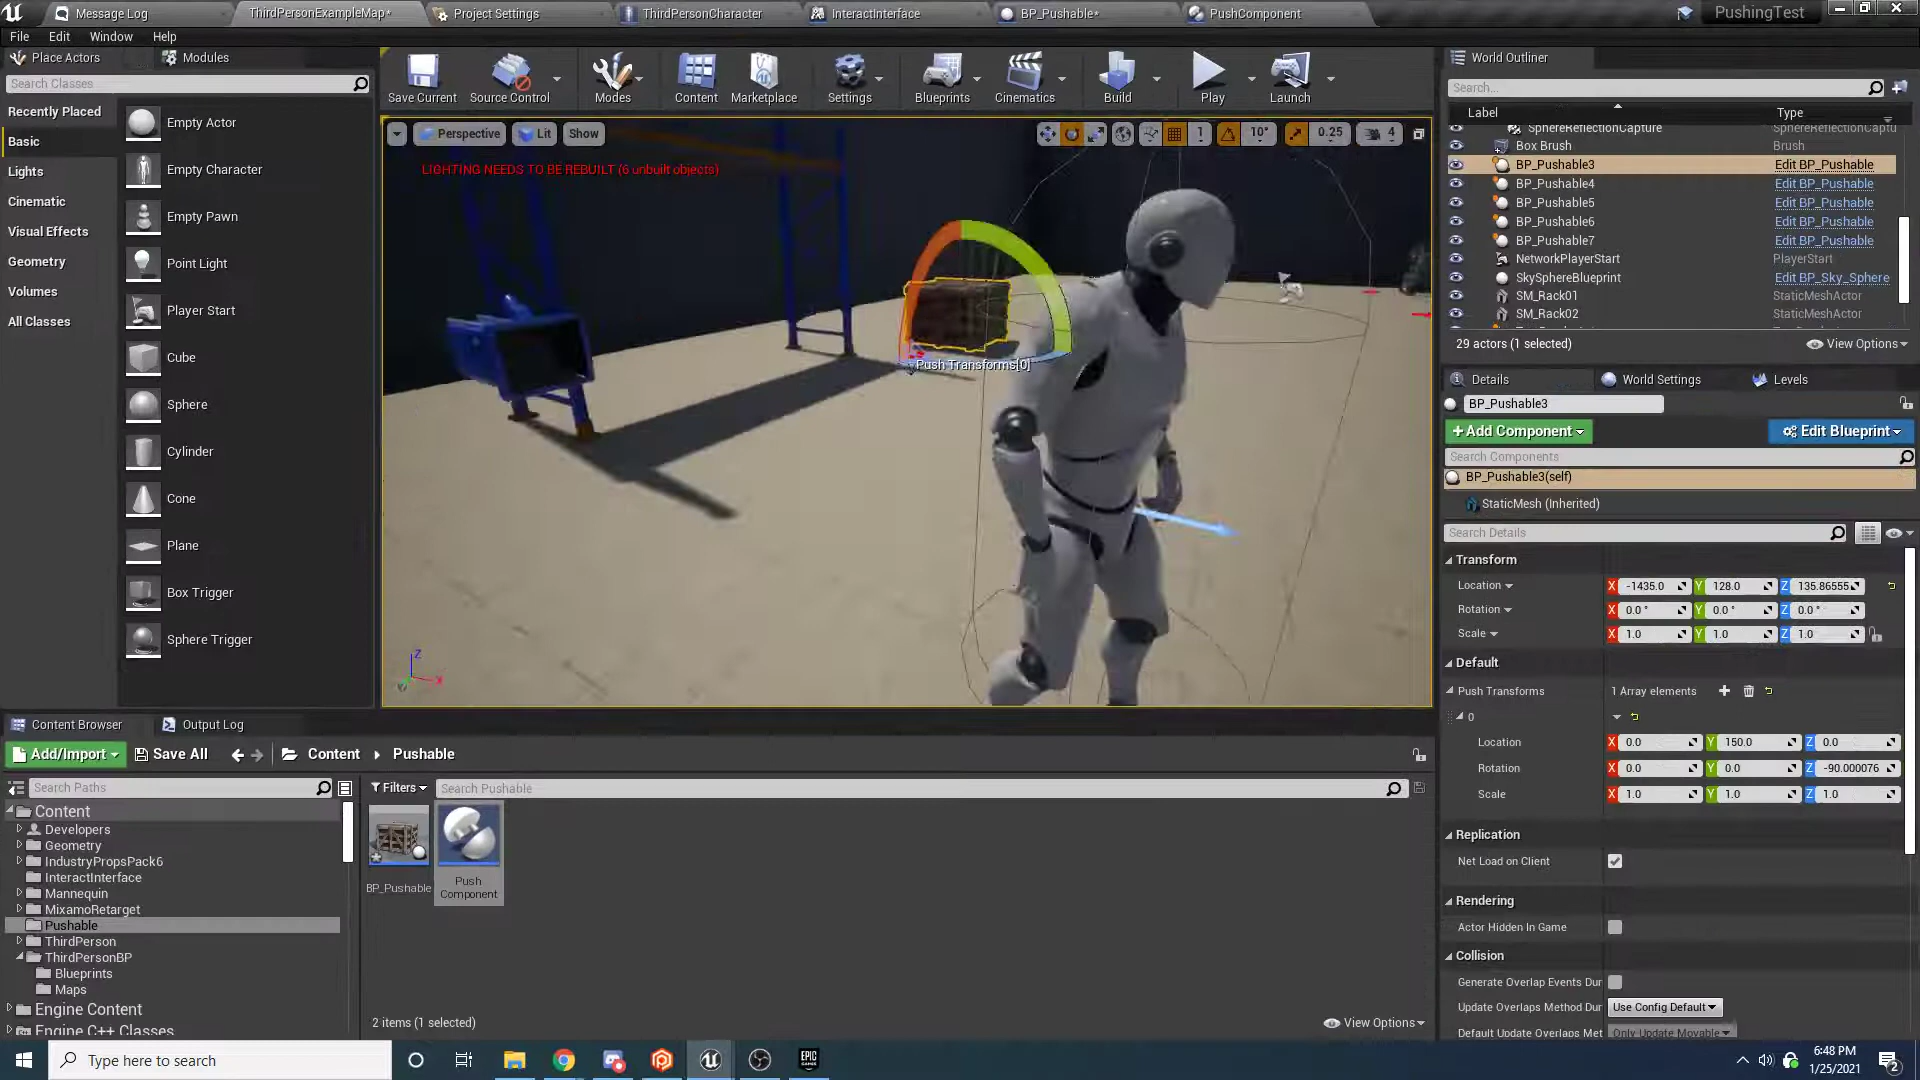 Message Log
ThirdPersonExampleMap*
Project Settings
ThirdPersonCharacter
InteractInterface
BP_Pushable*
PushComponent
PushingTest
File Edit Window Help
Place Actors
Modules
Search Classes
Recently Placed
Basic
Lights
Cinematic
Visual Effects
Geometry
Volumes
All Classes
Empty Actor
Empty Character
Empty Pawn
Point Light
Player Start
Cube
Sphere
Cylinder
Cone
Plane
Box Trigger
Sphere Trigger
Save Current
Source Control
Modes
Content
Marketplace
Settings
Blueprints
Cinematics
Build
Play
Launch
Perspective
Lit
Show
1
10°
0.25
4
LIGHTING NEEDS TO BE REBUILT (6 unbuilt objects)
Push Transforms[0]
Z
X
Y
World Outliner
Search...
Label Type
SphereReflectionCapture SphereReflectionCaptu
Box Brush Brush
BP_Pushable3 Edit BP_Pushable
BP_Pushable4 Edit BP_Pushable
BP_Pushable5 Edit BP_Pushable
BP_Pushable6 Edit BP_Pushable
BP_Pushable7 Edit BP_Pushable
NetworkPlayerStart PlayerStart
SkySphereBlueprint Edit BP_Sky_Sphere
SM_Rack01 StaticMeshActor
SM_Rack02 StaticMeshActor
29 actors (1 selected)
View Options
Details
World Settings
Levels
BP_Pushable3
+Add Component
Edit Blueprint
Search Components
BP_Pushable3(self)
StaticMesh (Inherited)
Search Details
Transform
Location X -1435.0 Y 128.0 Z 135.86555
Rotation X 0.0° Y 0.0° Z 0.0°
Scale X 1.0 Y 1.0 Z 1.0
Default
Push Transforms 1 Array elements
0
Location X 0.0 Y 150.0 Z 0.0
Rotation X 0.0 Y 0.0 Z -90.000076
Scale X 1.0 Y 1.0 Z 1.0
Replication
Net Load on Client
Rendering
Actor Hidden In Game
Collision
Generate Overlap Events Dur
Update Overlaps Method Dur Use Config Default
Default Update Overlaps Met Only Update Movable
Content Browser
Output Log
Add/Import
Save All
Content
Pushable
Search Paths
Filters
Search Pushable
Content
Developers
Geometry
IndustryPropsPack6
InteractInterface
Mannequin
MixamoRetarget
Pushable
ThirdPerson
ThirdPersonBP
Blueprints
Maps
Engine Content
Engine C++ Classes
BP_Pushable
Push
Component
2 items (1 selected)
View Options
Type here to search
EPIC
GAMES
6:48 PM
1/25/2021
2